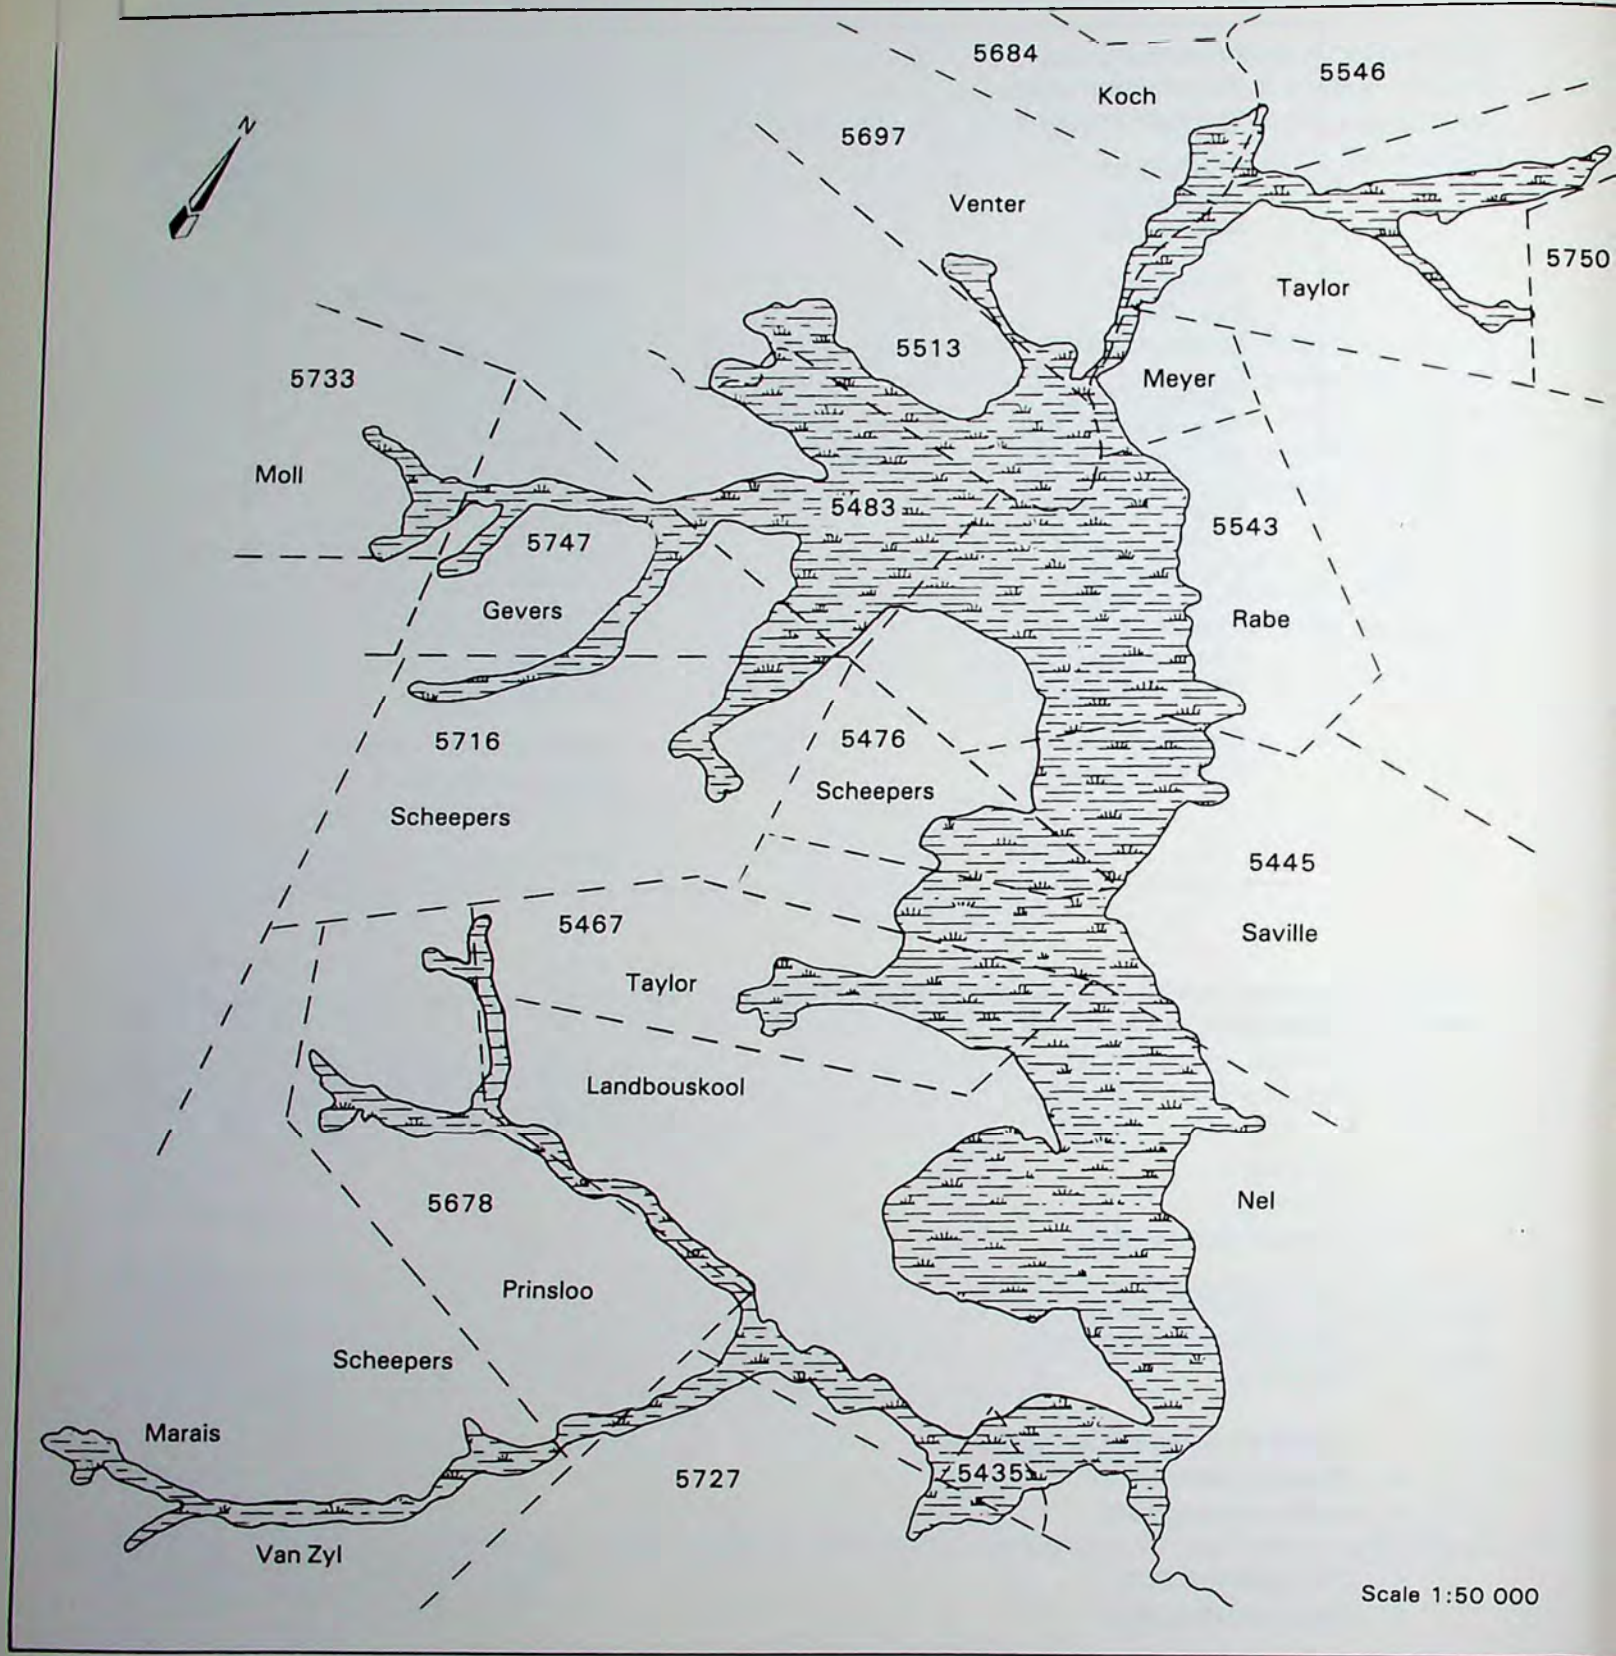 5684
Koch
5546
5697
N
Venter
5750
Taylor
5513
5733
Meyer
Moll
5483
5543
5747
Gevers
Rabe
5716
5476
Scheepers
Scheepers
5445
5467
Saville
Taylor
Landbouskool
5678
Nel
Prinsloo
Scheepers
Marais
5435
5727
Van Zyl
Scale 1:50 000